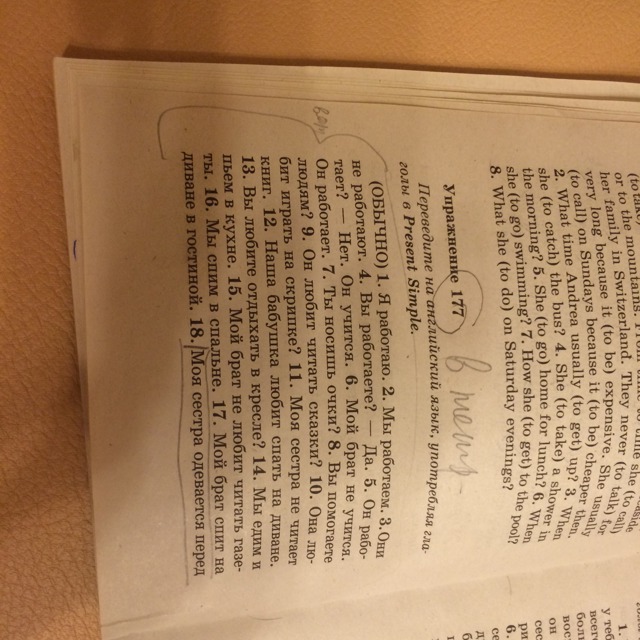 or to the mountains.
her family in Switzerland. They never (to talk) for
very long because it (to be) expensive. She usually
(to call) on Sundays because it (to be) cheaper then.
2. What time Andrea usually (to get) up? 3. When
she (to catch) the bus? 4. She (to take) a shower in
the morning? 5. She (to go) home for lunch? 6. When
she (to go) swimming? 7. How she (to get) to the pool?
8. What she (to do) on Saturday evenings?
Упражнение 177
в тетр-
Переведите на английский язык, употребляя гла-
голы в Present Simple.
(ОБЫЧНО) 1. Я работаю. 2. Мы работаем. 3. Они
не работают. 4. Вы работаете? — Да. 5. Он рабо-
тает? — Нет. Он учится. 6. Мой брат не учится.
Он работает. 7. Ты носишь очки? 8. Вы помогаете
людям? 9. Он любит читать сказки? 10. Она лю-
бит играть на скрипке? 11. Моя сестра не читает
книг. 12. Наша бабушка любит спать на диване.
13. Вы любите отдыхать в кресле? 14. Мы едим и
пьем в кухне. 15. Мой брат не любит читать газе-
ты. 16. Мы спим в спальне. 17. Мой брат спит на
диване в гостиной. 18. Моя сестра одевается перед